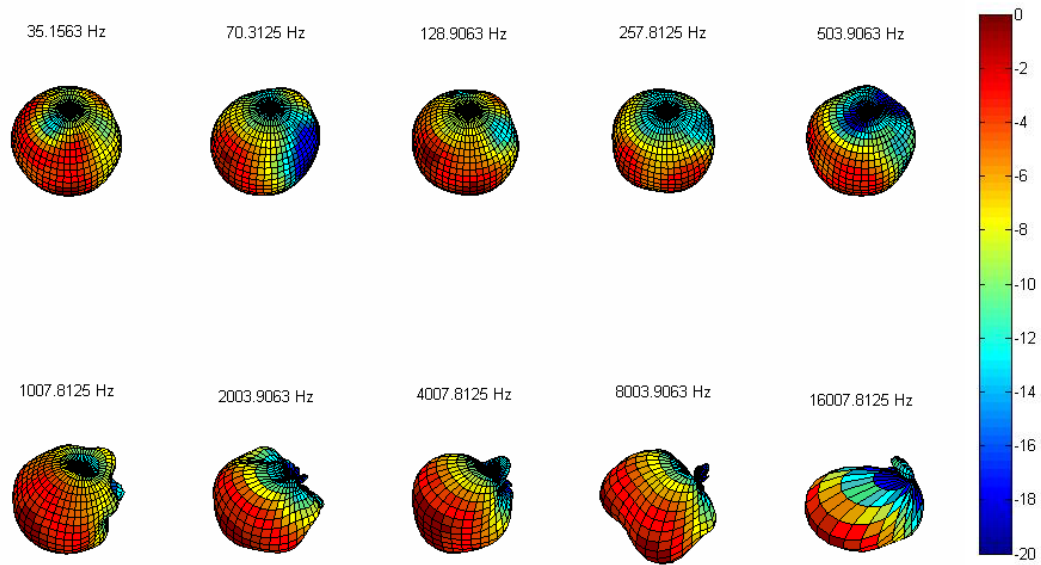 35.1563 Hz
70.3125 Hz
128.9063 Hz
257.8125 Hz
503.9063 Hz
1007.8125 Hz
2003.9063 Hz
4007.8125 Hz
8003.9063 Hz
16007.8125 Hz
0
-2
-4
-6
-8
-10
-12
-14
-16
-18
-20